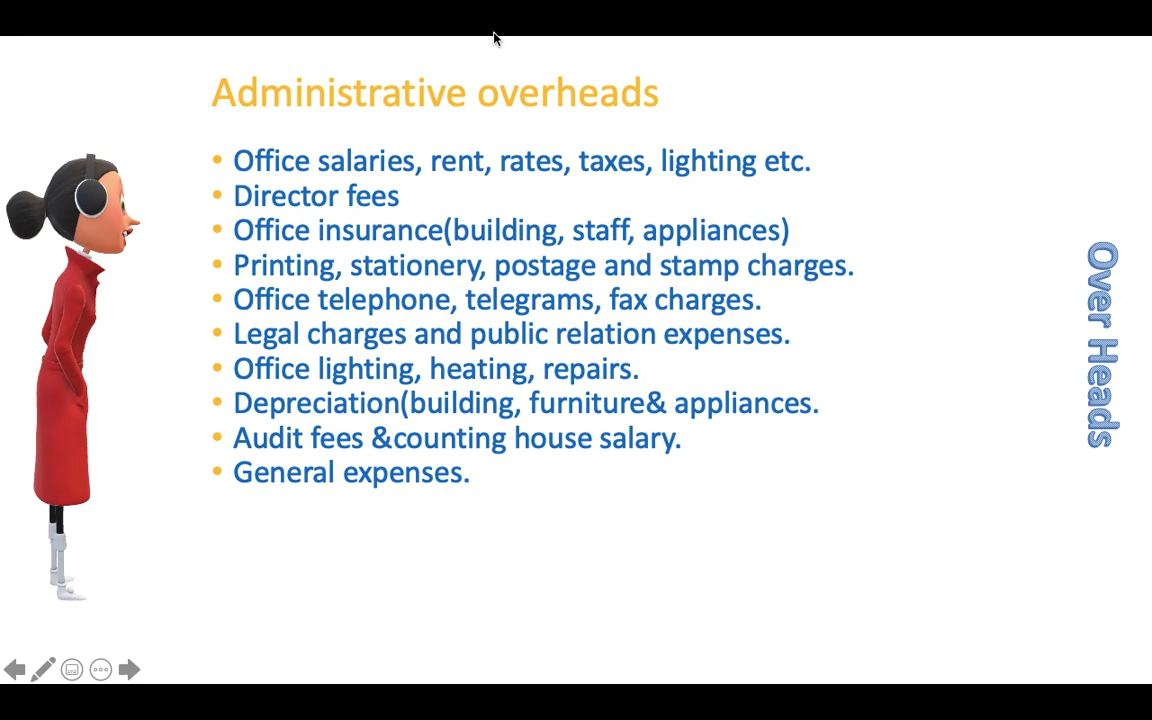 Administrative overheads
• Office salaries, rent, rates, taxes, lighting etc.
• Director fees
• Office insurance(building, staff, appliances)
• Printing, stationery, postage and stamp charges.
• Office telephone, telegrams, fax charges.
• Legal charges and public relation expenses.
• Office lighting, heating, repairs.
• Depreciation(building, furniture& appliances.
• Audit fees &counting house salary.
• General expenses.
Over Heads